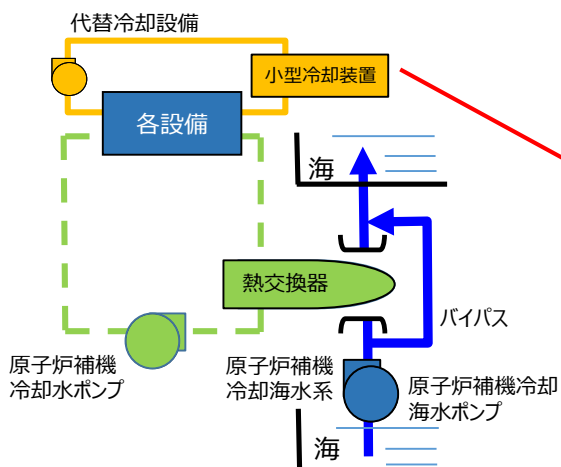 代替冷却設備
小型冷却装置
各設備
海
熱交換器
バイパス
原子炉補機
冷却水ポンプ
原子炉補機
冷却海水系
原子炉補機冷却
海水ポンプ
海